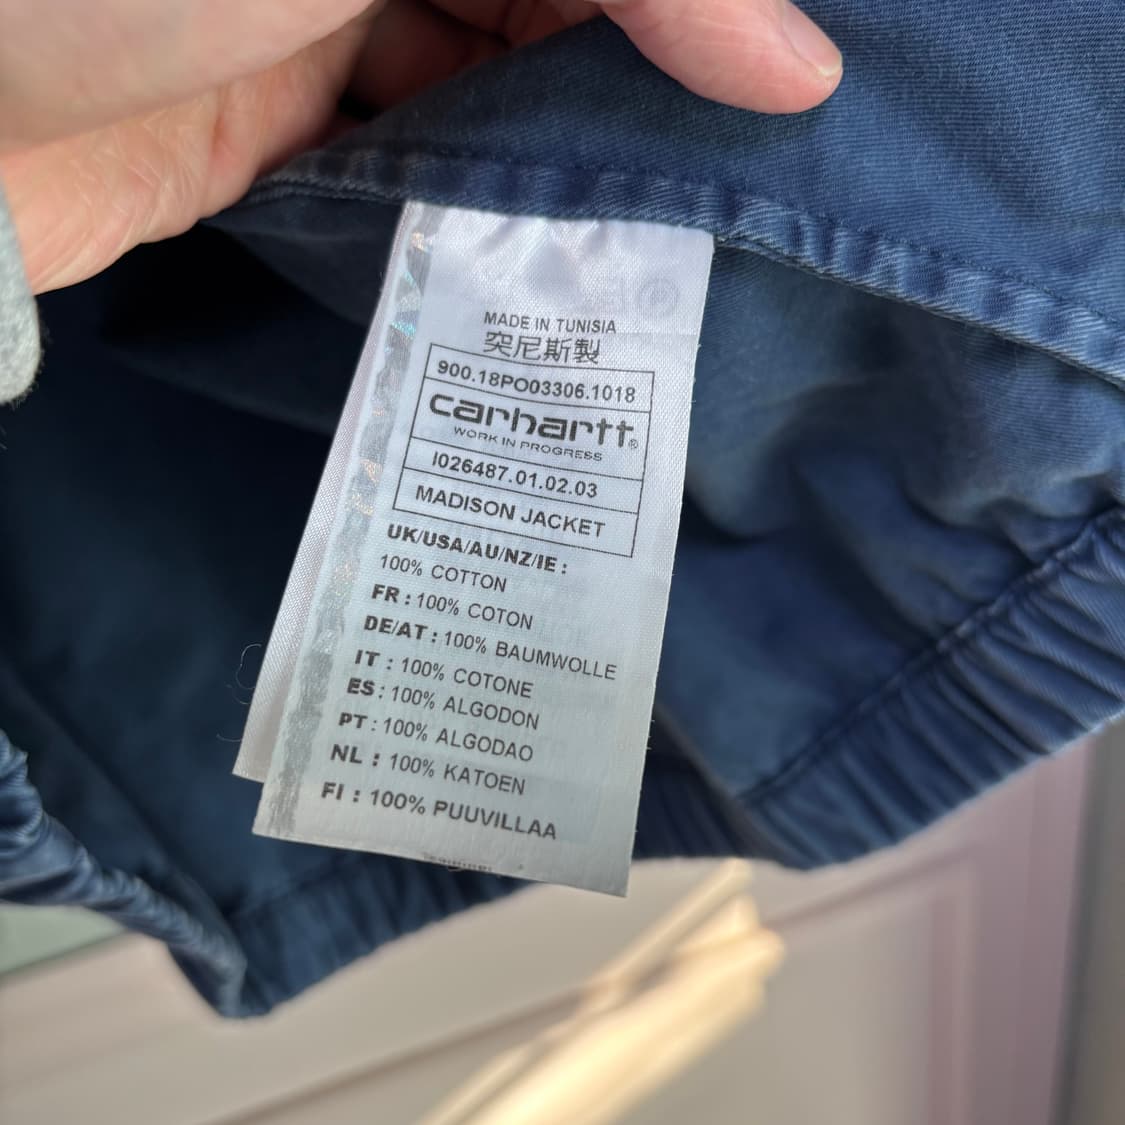 MADE IN TUNISIA
突尼斯製
900.18PO03306.1018
carhartt®
WORK IN PROGRESS
I026487.01.02.03
MADISON JACKET
UK/USA/AU/NZ/IE :
100% COTTON
FR : 100% COTON
DE/AT : 100% BAUMWOLLE
IT : 100% COTONE
ES : 100% ALGODON
PT : 100% ALGODAO
NL : 100% KATOEN
FI : 100% PUUVILLAA